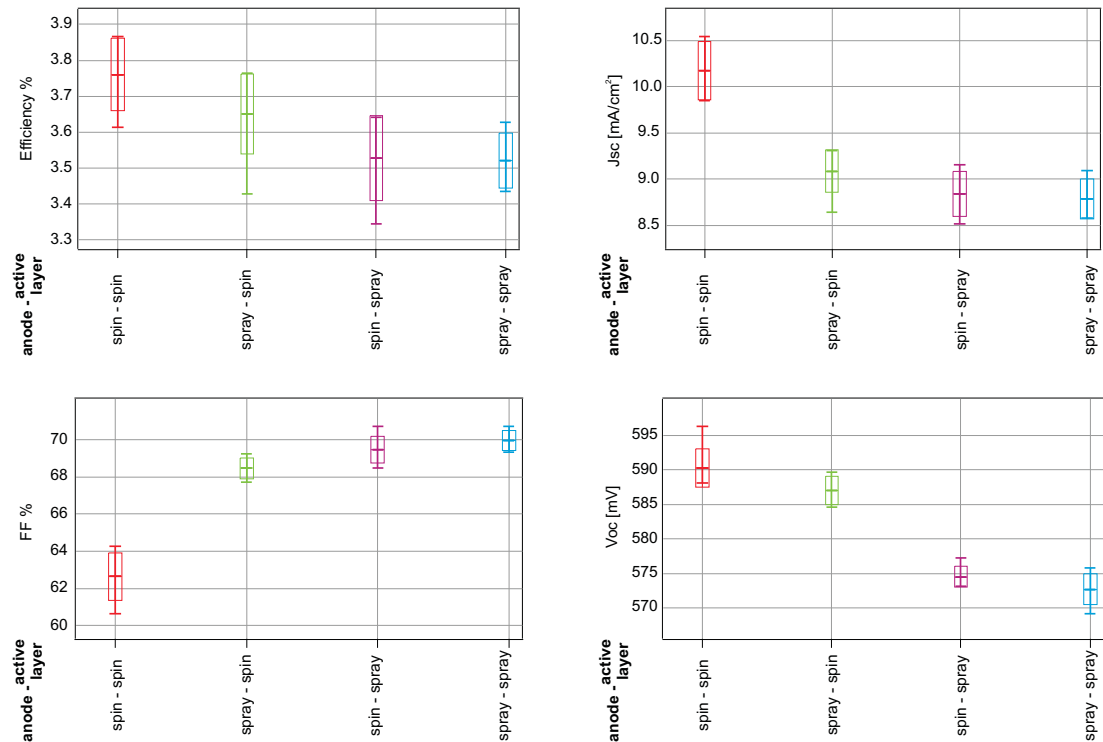 3.9
3.8
3.7
3.6
3.5
3.4
3.3
Efficiency %
anode - active layer
spin - spin
spray - spin
spin - spray
spray - spray
10.5
10.0
9.5
9.0
8.5
Jsc [mA/cm²]
anode - active layer
spin - spin
spray - spin
spin - spray
spray - spray
70
68
66
64
62
60
FF %
anode - active layer
spin - spin
spray - spin
spin - spray
spray - spray
595
590
585
580
575
570
Voc [mV]
anode - active layer
spin - spin
spray - spin
spin - spray
spray - spray